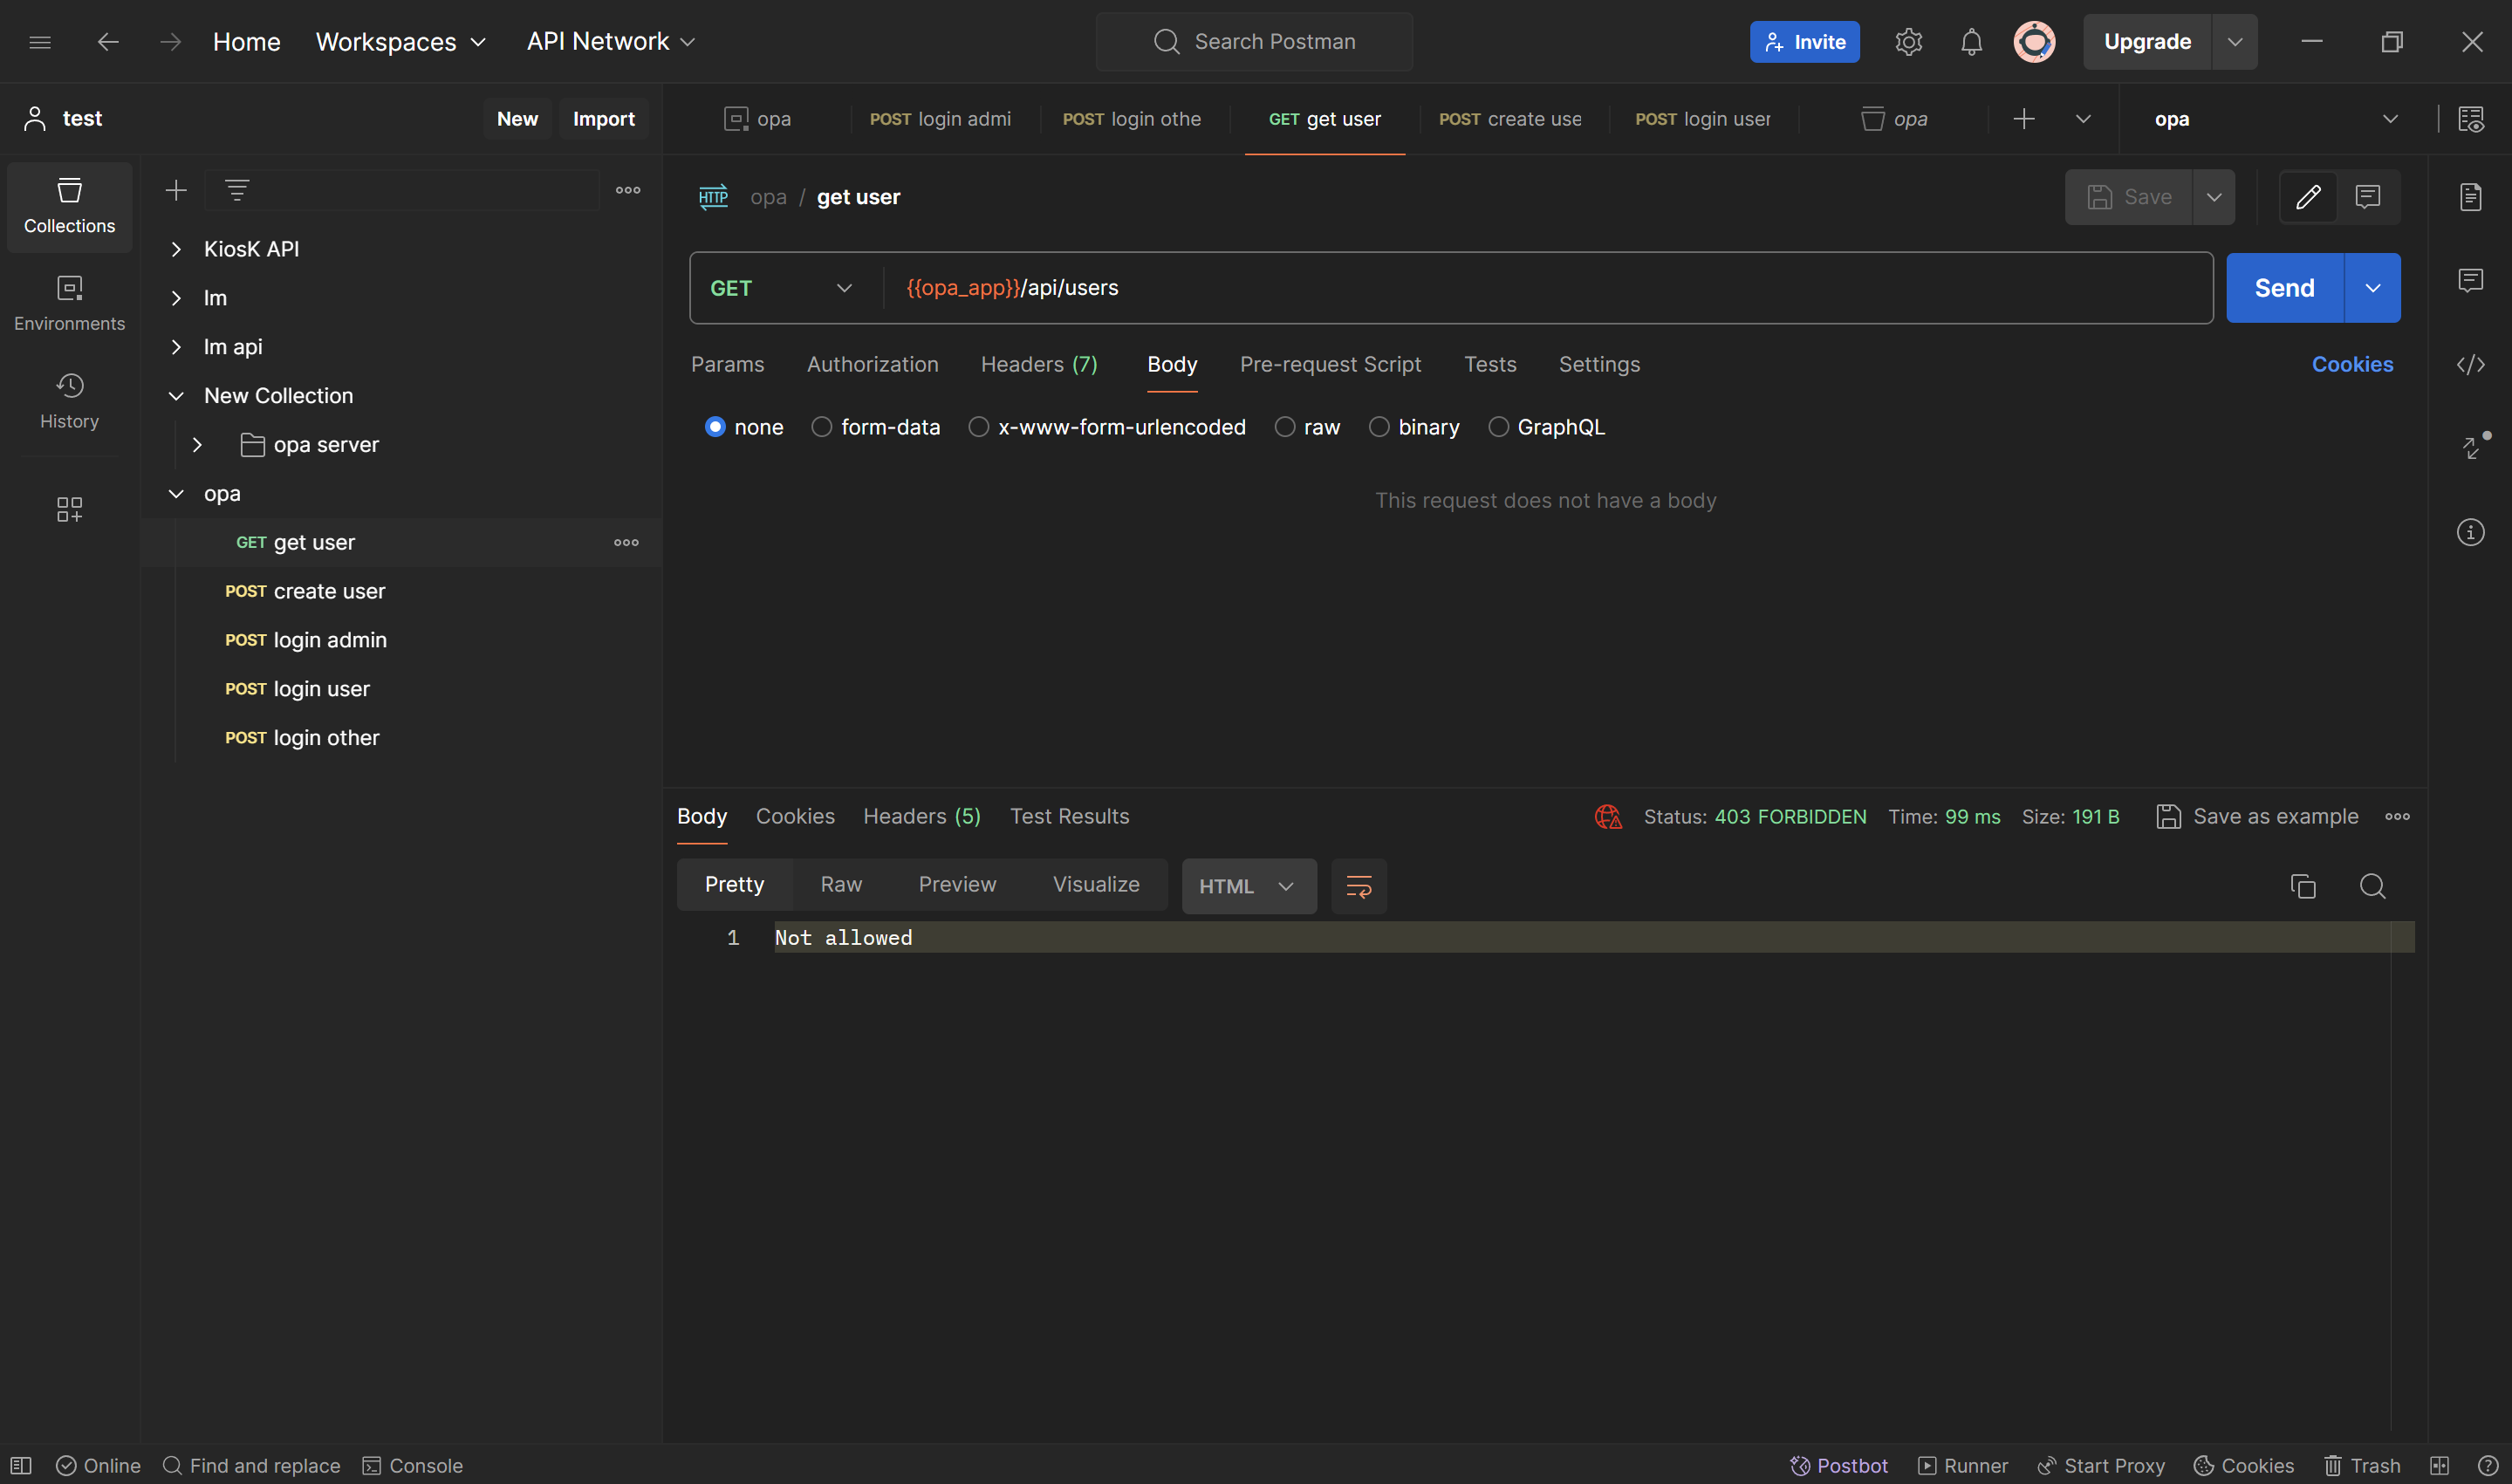 Home Workspaces API Network Search Postman Invite Upgrade
test New Import
opa POST login admi POST login othe GET get user POST create use POST login user opa opa
Collections
Environments
History
KiosK API
lm
lm api
New Collection
opa server
opa
GET get user
POST create user
POST login admin
POST login user
POST login other
HTTP opa / get user Save
GET {{opa_app}}/api/users Send
Params Authorization Headers (7) Body Pre-request Script Tests Settings Cookies
none form-data x-www-form-urlencoded raw binary GraphQL
This request does not have a body
Body Cookies Headers (5) Test Results Status: 403 FORBIDDEN Time: 99 ms Size: 191 B Save as example
Pretty Raw Preview Visualize HTML
1 Not allowed
Online Find and replace Console Postbot Runner Start Proxy Cookies Trash